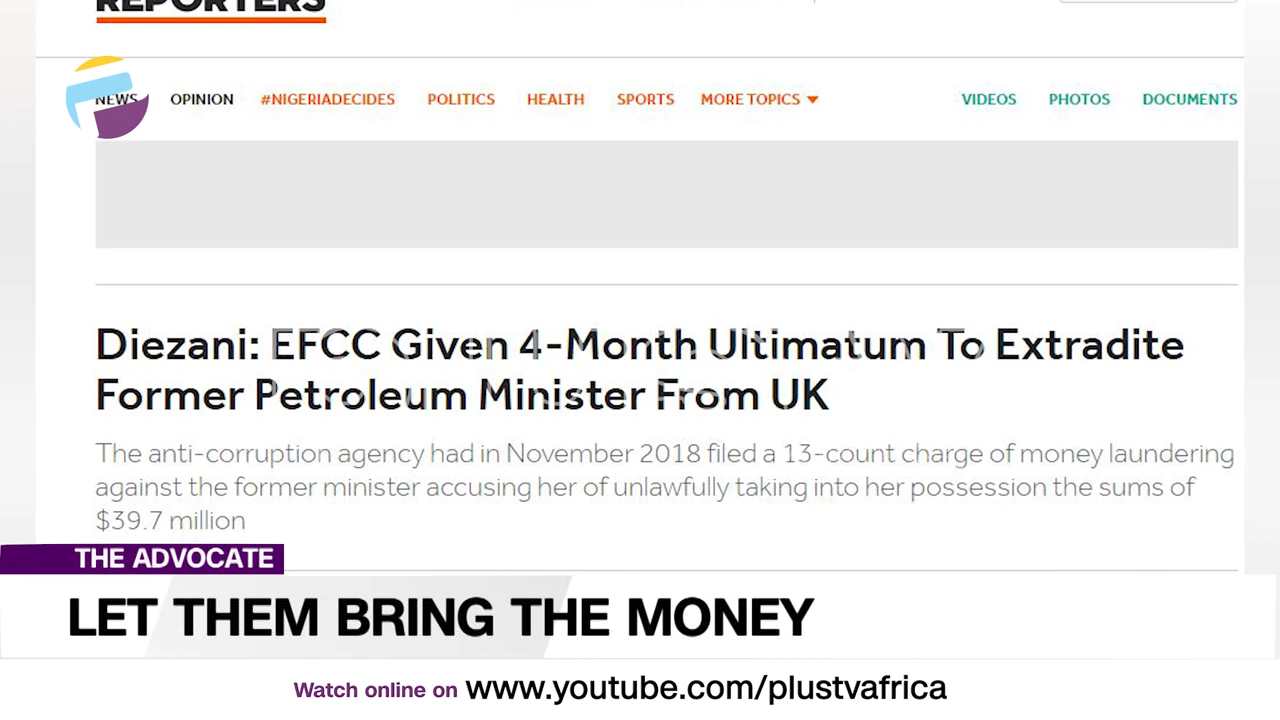 REPORTERS
NEWS OPINION #NIGERIADECIDES POLITICS HEALTH SPORTS MORE TOPICS VIDEOS PHOTOS DOCUMENTS
Diezani: EFCC Given 4-Month Ultimatum To Extradite
Former Petroleum Minister From UK
The anti-corruption agency had in November 2018 filed a 13-count charge of money laundering
against the former minister accusing her of unlawfully taking into her possession the sums of
$39.7 million
THE ADVOCATE
LET THEM BRING THE MONEY
Watch online on www.youtube.com/plustvafrica